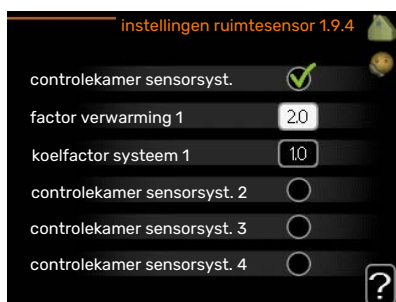 instellingen ruimtesensor 1.9.4
controlekamer sensorsyst.
factor verwarming 1 2.0
koelfactor systeem 1 1.0
controlekamer sensorsyst. 2
controlekamer sensorsyst. 3
controlekamer sensorsyst. 4
?